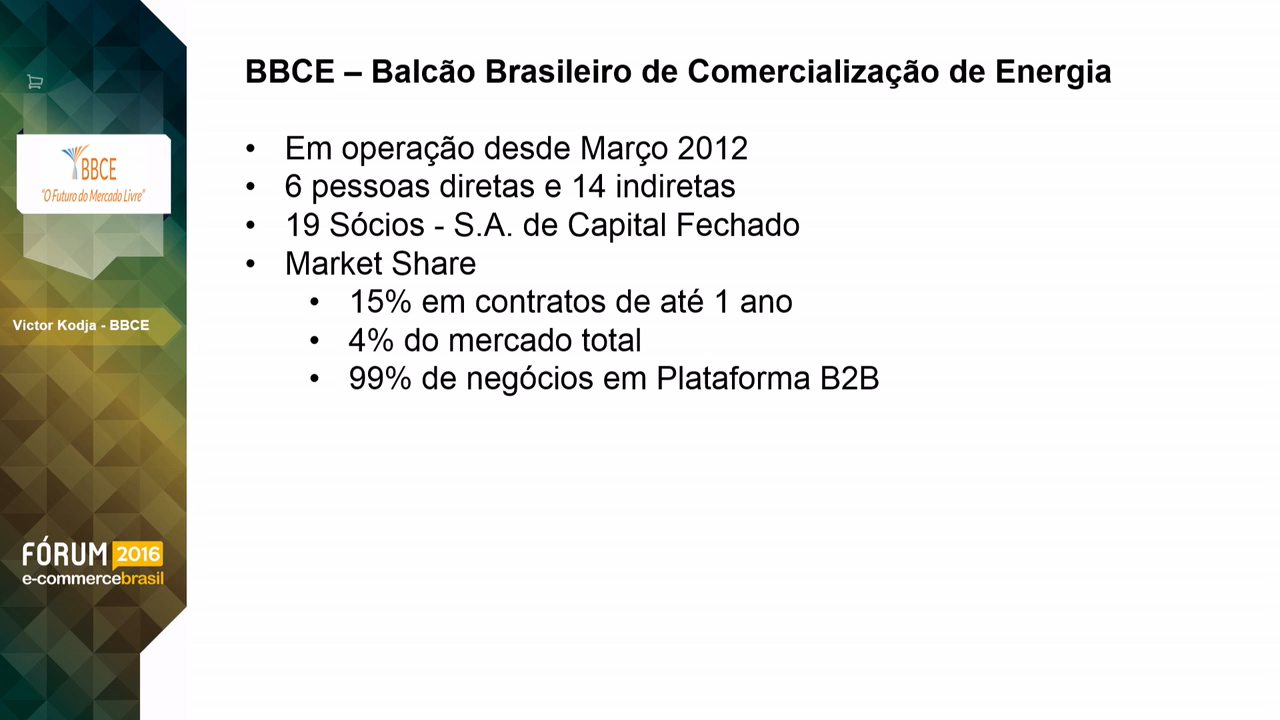 BBCE – Balcão Brasileiro de Comercialização de Energia
• Em operação desde Março 2012
• 6 pessoas diretas e 14 indiretas
• 19 Sócios - S.A. de Capital Fechado
• Market Share
• 15% em contratos de até 1 ano
• 4% do mercado total
• 99% de negócios em Plataforma B2B
BBCE
"O Futuro do Mercado Livre"
Victor Kodja - BBCE
FÓRUM 2016
e-commercebrasil